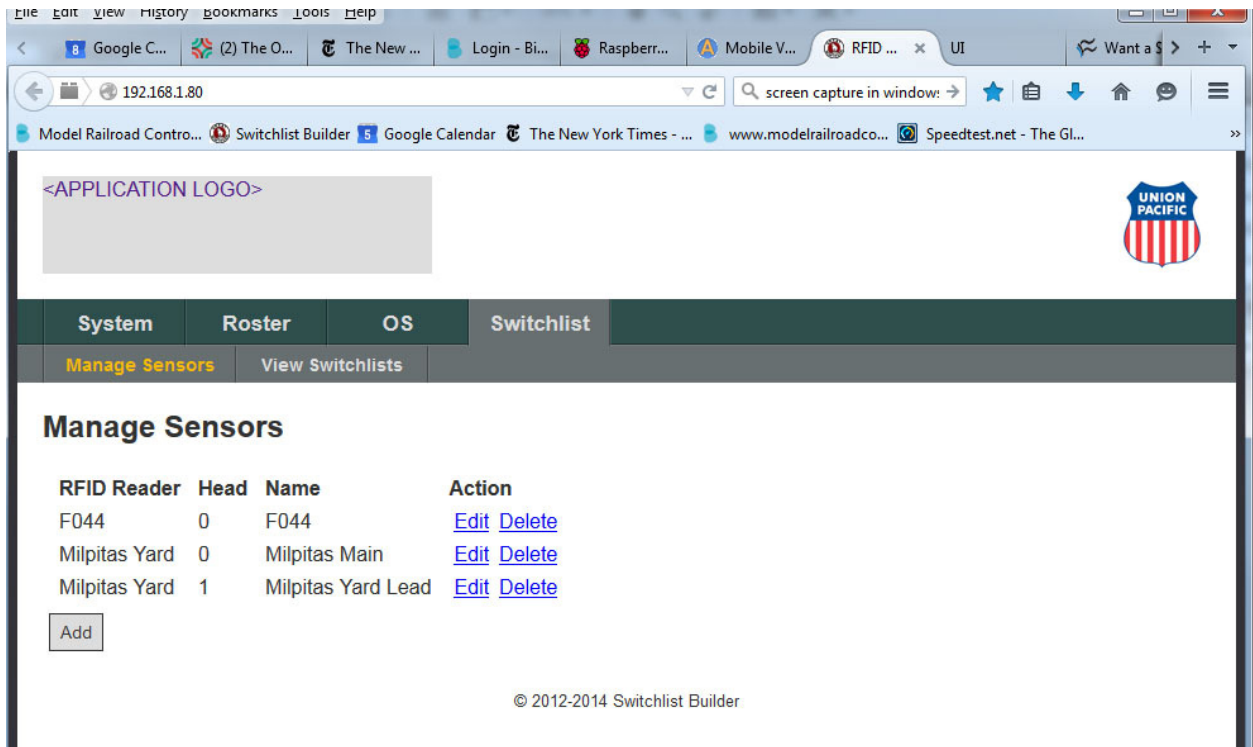 File Edit View History Bookmarks Tools Help
8 Google C... (2) The O... The New ... Login - Bi... Raspberr... Mobile V... RFID ... × UI Want a $
192.168.1.80 screen capture in window:
Model Railroad Contro... Switchlist Builder 5 Google Calendar The New York Times - ... www.modelrailroadco... Speedtest.net - The Gl... »
<APPLICATION LOGO>
UNION
PACIFIC
System Roster OS Switchlist
Manage Sensors View Switchlists
Manage Sensors
RFID Reader Head Name Action
F044 0 F044 Edit Delete
Milpitas Yard 0 Milpitas Main Edit Delete
Milpitas Yard 1 Milpitas Yard Lead Edit Delete
Add
© 2012-2014 Switchlist Builder